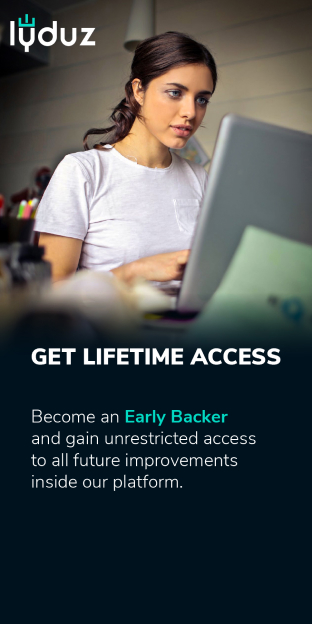 lyduz
GET LIFETIME ACCESS
Become an Early Backer
and gain unrestricted access
to all future improvements
inside our platform.